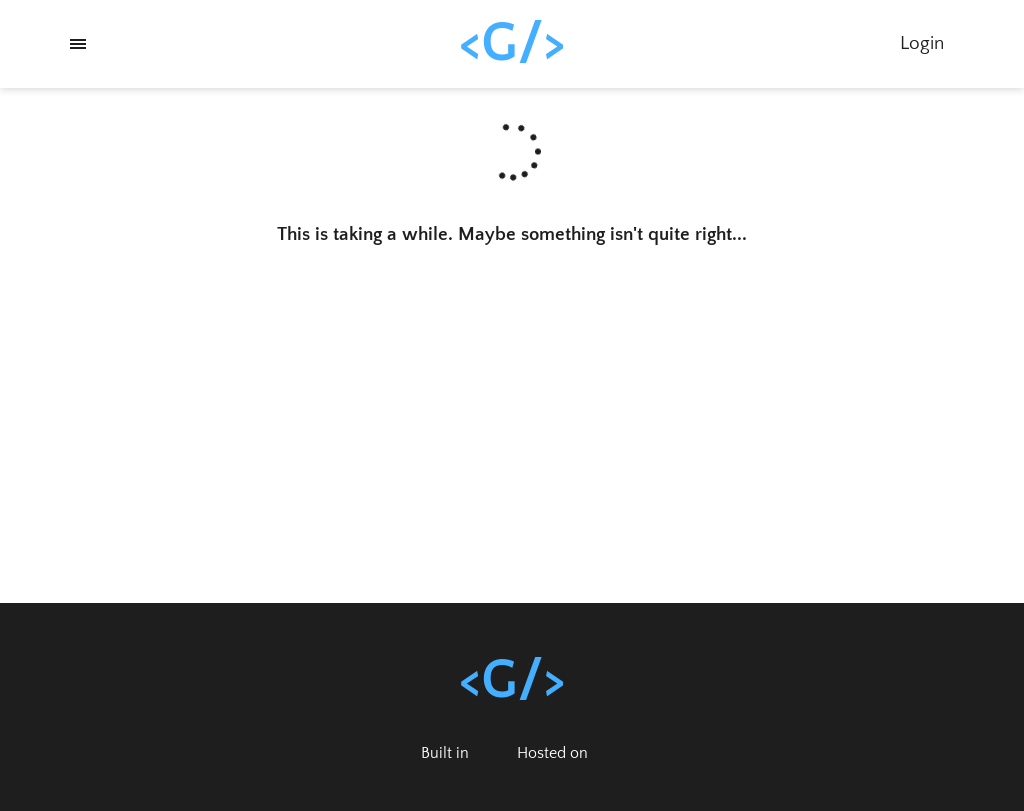 <G/>
Login
This is taking a while. Maybe something isn't quite right...
<G/>
Built in
Hosted on